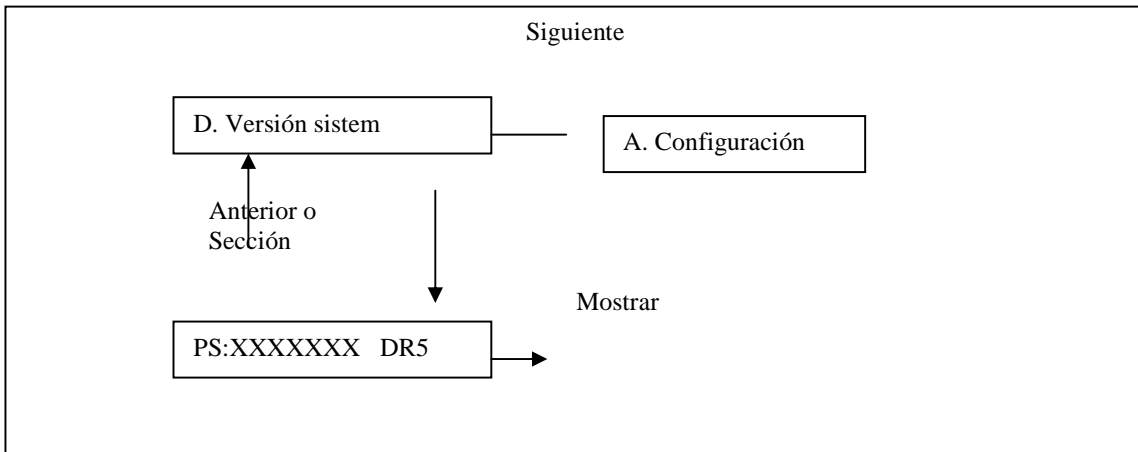 Siguiente
D. Versión sistem
A. Configuración
Anterior o
Sección
Mostrar
PS:XXXXXXX DR5